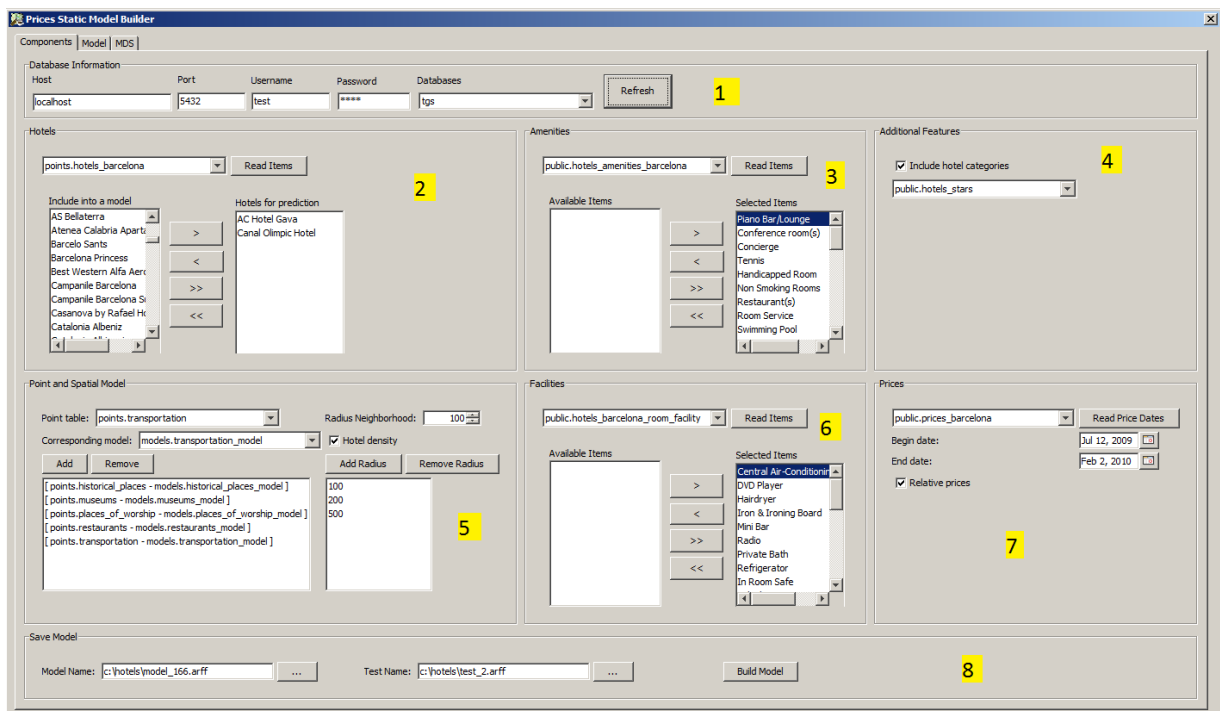 Prices Static Model Builder
Components Model MDS
Database Information
Host Port Username Password Databases
localhost 5432 test **** tgs Refresh 1
Hotels
points.hotels_barcelona Read Items
2
Include into a model Hotels for prediction
AS Bellaterra
Atenea Calabria Aparta
Barcelo Sants
Barcelona Princess
Best Western Alfa Aero
Campanile Barcelona
Campanile Barcelona S
Casanova by Rafael Ho
Catalonia Albeniz
AC Hotel Gava
Canal Olimpic Hotel
>
<
>>
<<
Amenities
public.hotels_amenities_barcelona Read Items
3
Available Items Selected Items
Piano Bar/Lounge
Conference room(s)
Concierge
Tennis
Handicapped Room
Non Smoking Rooms
Restaurant(s)
Room Service
Swimming Pool
>
<
>>
<<
Additional Features
Include hotel categories
4
public.hotels_stars
Point and Spatial Model
Point table: points.transportation Radius Neighborhood: 100
Corresponding model: models.transportation_model Hotel density
Add Remove Add Radius Remove Radius
[ points.historical_places - models.historical_places_model ]
[ points.museums - models.museums_model ]
[ points.places_of_worship - models.places_of_worship_model ]
[ points.restaurants - models.restaurants_model ]
[ points.transportation - models.transportation_model ]
100
200
500
5
Facilities
public.hotels_barcelona_room_facility Read Items
6
Available Items Selected Items
Central Air-Conditionin
DVD Player
Hairdryer
Iron & Ironing Board
Mini Bar
Radio
Private Bath
Refrigerator
In Room Safe
>
<
>>
<<
Prices
public.prices_barcelona Read Price Dates
Begin date: Jul 12, 2009
End date: Feb 2, 2010
Relative prices
7
Save Model
Model Name: c:\hotels\model_166.arff ... Test Name: c:\hotels\test_2.arff ... Build Model 8